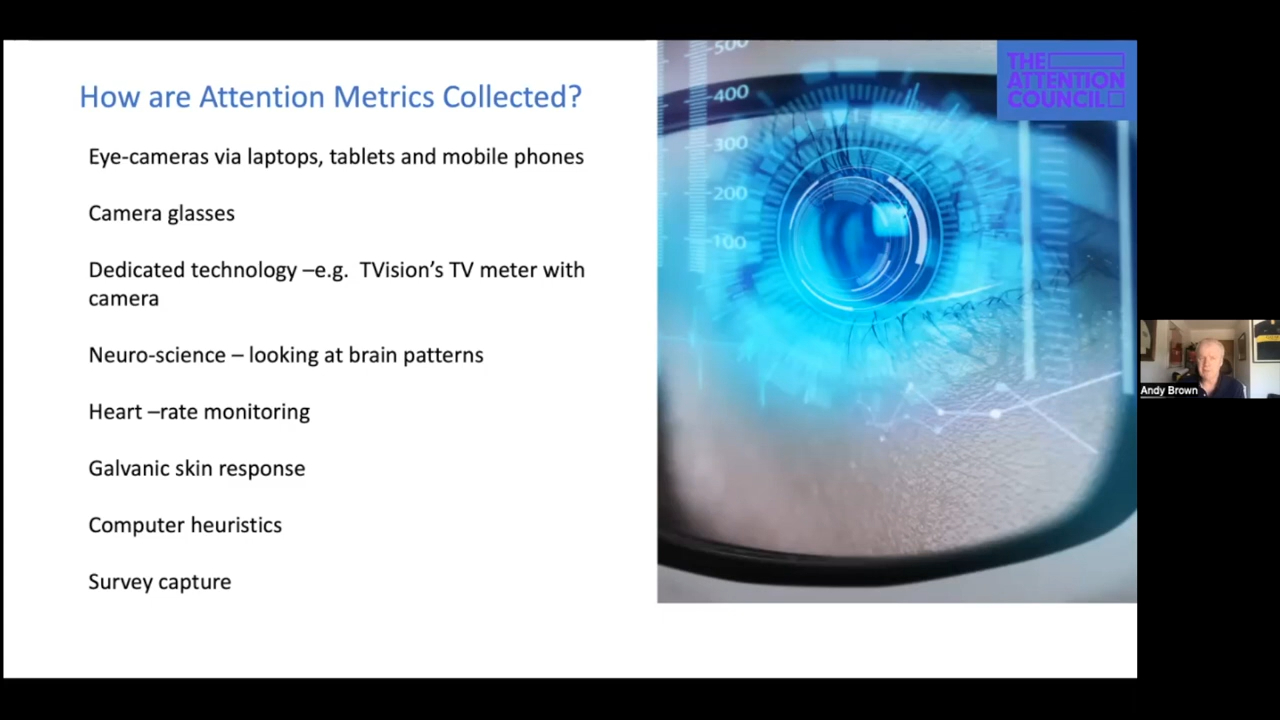 How are Attention Metrics Collected?
Eye-cameras via laptops, tablets and mobile phones
Camera glasses
Dedicated technology –e.g.  TVision's TV meter with
camera
Neuro-science – looking at brain patterns
Heart –rate monitoring
Galvanic skin response
Computer heuristics
Survey capture
500
400
300
200
100
THE
ATTENTION
COUNCIL
Andy Brown